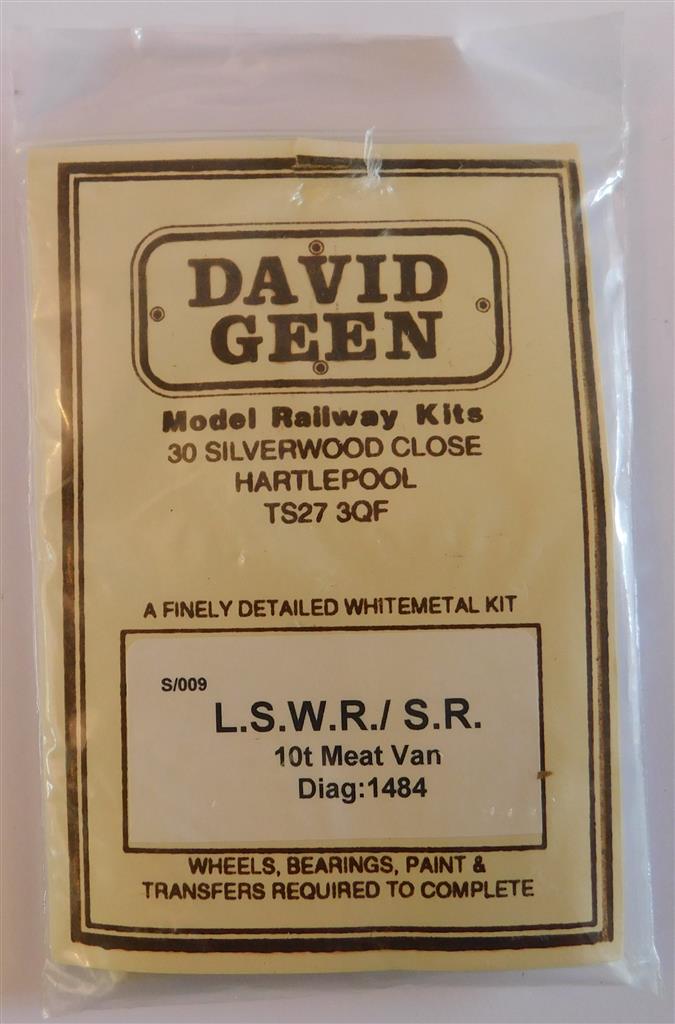 DAVID
GEEN
Model Railway Kits
30 SILVERWOOD CLOSE
HARTLEPOOL
TS27 3QF
A FINELY DETAILED WHITEMETAL KIT
S/009
L.S.W.R./ S.R.
10t Meat Van
Diag:1484
WHEELS, BEARINGS, PAINT &
TRANSFERS REQUIRED TO COMPLETE